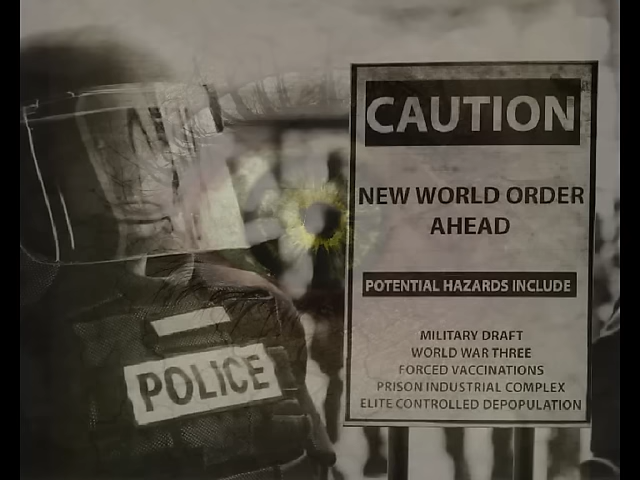 CAUTION
NEW WORLD ORDER
AHEAD
POTENTIAL HAZARDS INCLUDE
MILITARY DRAFT
WORLD WAR THREE
FORCED VACCINATIONS
PRISON INDUSTRIAL COMPLEX
ELITE CONTROLLED DEPOPULATION
POLICE